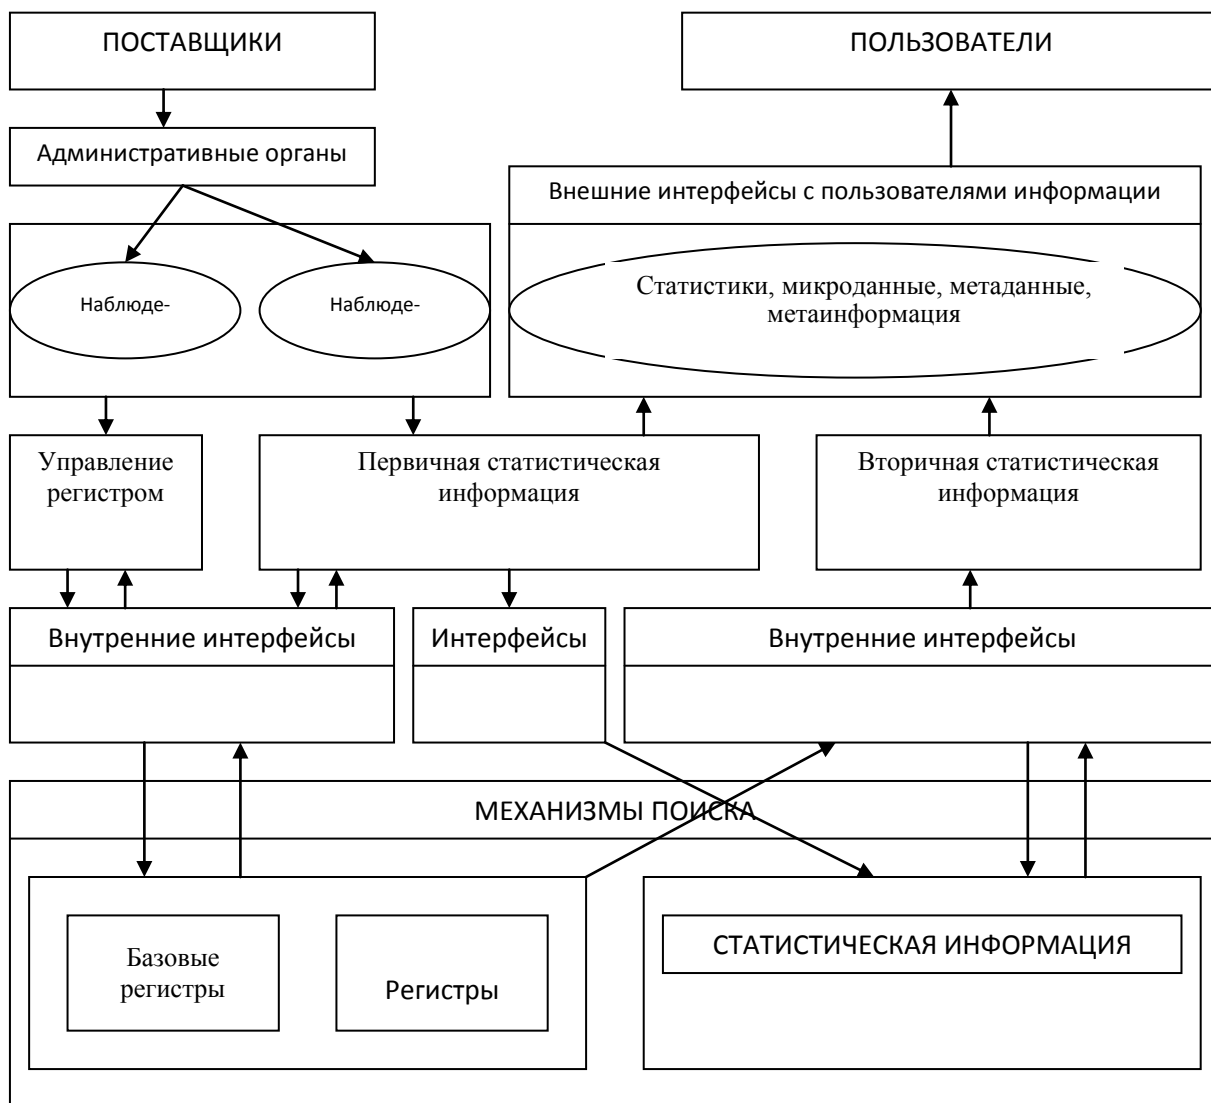 ПОСТАВЩИКИ
ПОЛЬЗОВАТЕЛИ
Административные органы
Внешние интерфейсы с пользователями информации
Наблюде-
Наблюде-
Статистики, микроданные, метаданные,
метаинформация
Управление
регистром
Первичная статистическая
информация
Вторичная статистическая
информация
Внутренние интерфейсы
Интерфейсы
Внутренние интерфейсы
МЕХАНИЗМЫ ПОИСКА
Базовые
регистры
Регистры
СТАТИСТИЧЕСКАЯ ИНФОРМАЦИЯ